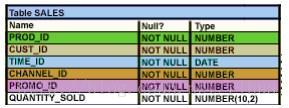 Table SALES
Name Null? Type
PROD_ID NOT NULL NUMBER
CUST_ID NOT NULL NUMBER
TIME_ID NOT NULL DATE
CHANNEL_ID NOT NULL NUMBER
PROMO_ID NOT NULL NUMBER
QUANTITY_SOLD NOT NULL NUMBER(10,2)